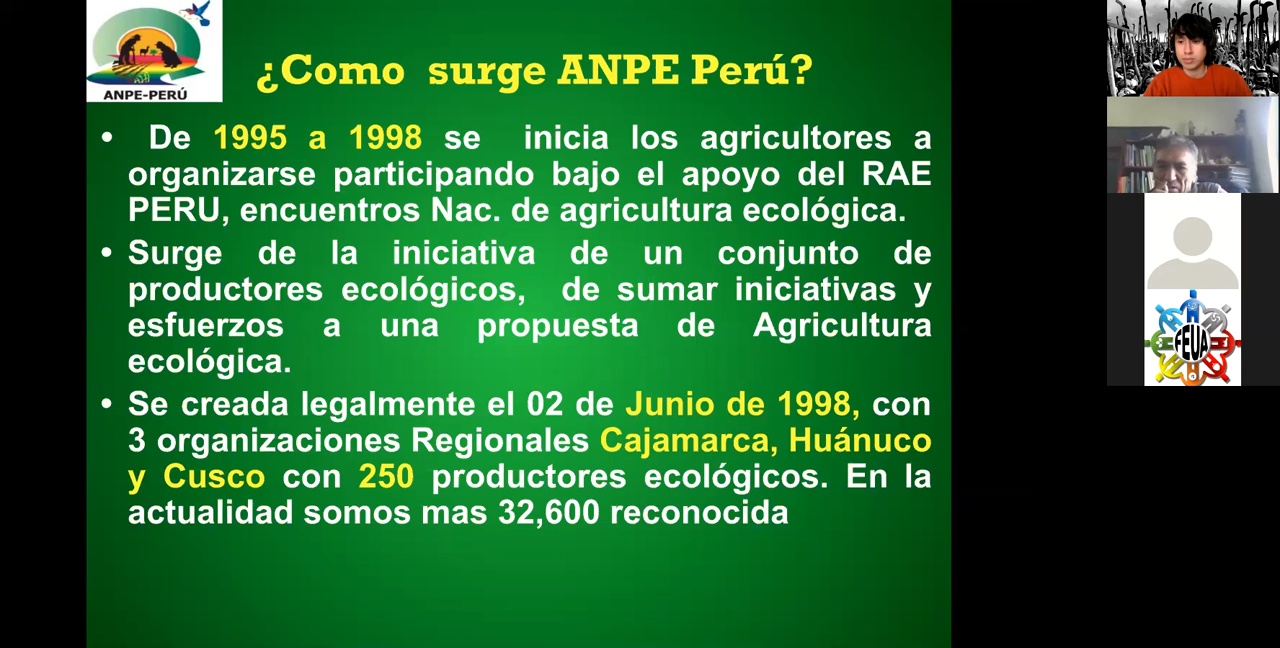 ANPE-PERÚ
¿Como surge ANPE Perú?
• De 1995 a 1998 se inicia los agricultores a
organizarse participando bajo el apoyo del RAE
PERU, encuentros Nac. de agricultura ecológica.
• Surge de la iniciativa de un conjunto de
productores ecológicos, de sumar iniciativas y
esfuerzos a una propuesta de Agricultura
ecológica.
• Se creada legalmente el 02 de Junio de 1998, con
3 organizaciones Regionales Cajamarca, Huánuco
y Cusco con 250 productores ecológicos. En la
actualidad somos mas 32,600 reconocida
FEUA